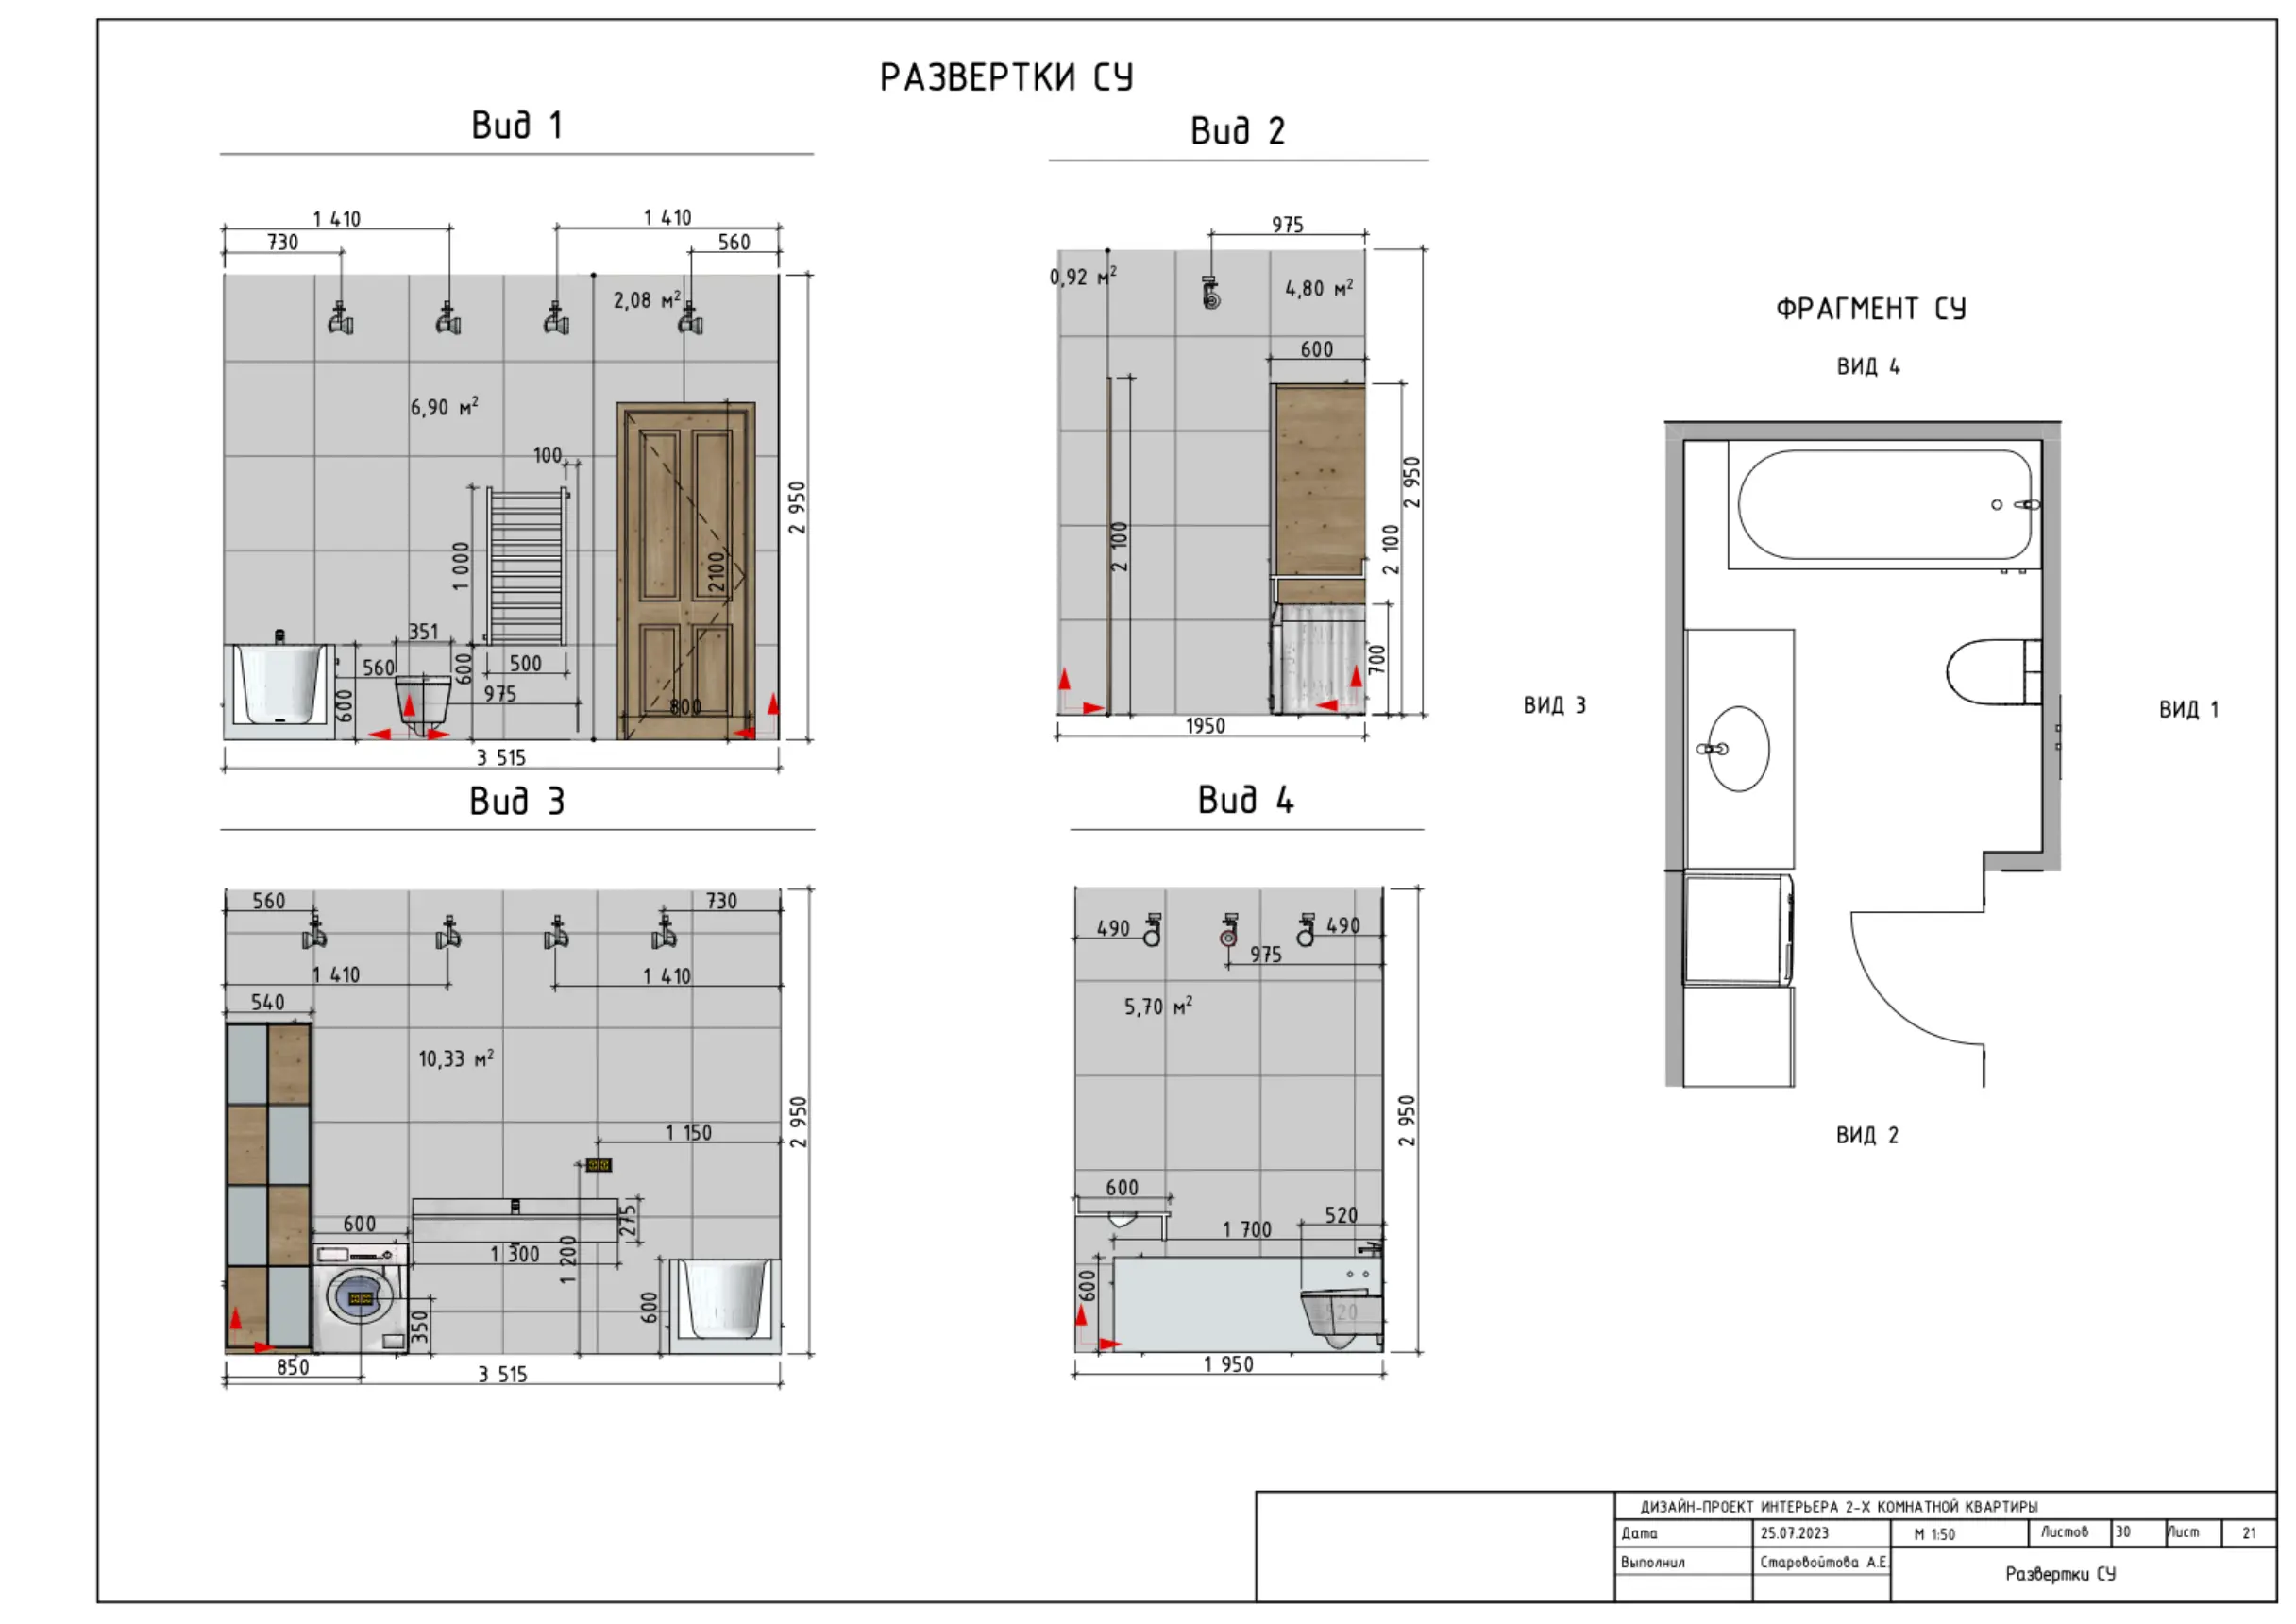 РАЗВЕРТКИ СУ
Вид 1
1 410
1 410
730
560
2,08 м²
6,90 м²
100
2 950
1 000
2100
351
560
600
500
975
600
800
3 515
Вид 2
975
0,92 м²
4,80 м²
600
2 950
2 100
2 100
700
1950
Вид 3
560
730
1 410
1 410
540
10,33 м²
2 950
1 150
600
275
1 300
1 200
600
350
850
3 515
Вид 4
490
490
975
5,70 м²
2 950
600
520
1 700
600
520
1 950
ФРАГМЕНТ СУ
ВИД 4
ВИД 3
ВИД 1
ВИД 2
ДИЗАЙН-ПРОЕКТ ИНТЕРЬЕРА 2-Х КОМНАТНОЙ КВАРТИРЫ
Дата 25.07.2023 М 1:50 Листов 30 Лист 21
Выполнил Старовойтова А.Е.
Развертки СУ